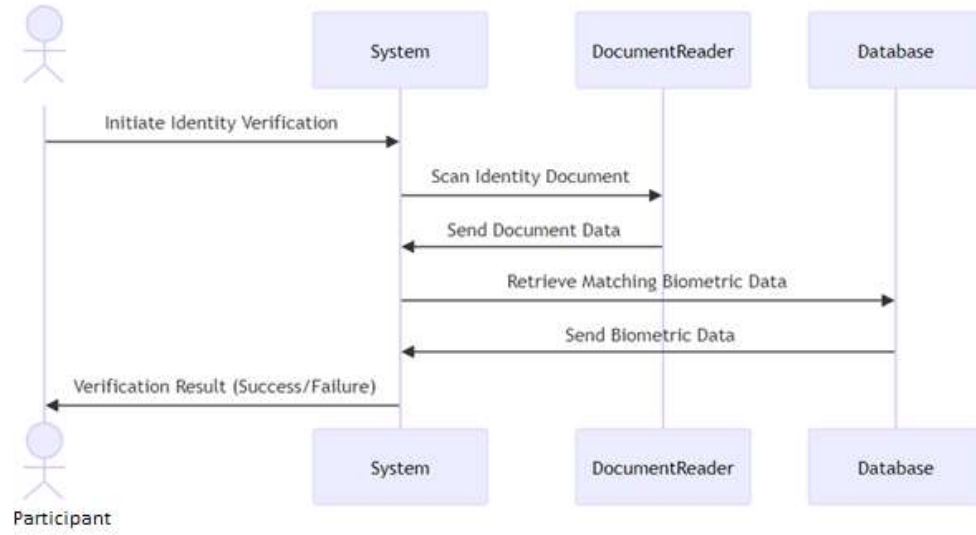 System DocumentReader Database
Initiate Identity Verification
Scan Identity Document
Send Document Data
Retrieve Matching Biometric Data
Send Biometric Data
Verification Result (Success/Failure)
System DocumentReader Database
Participant